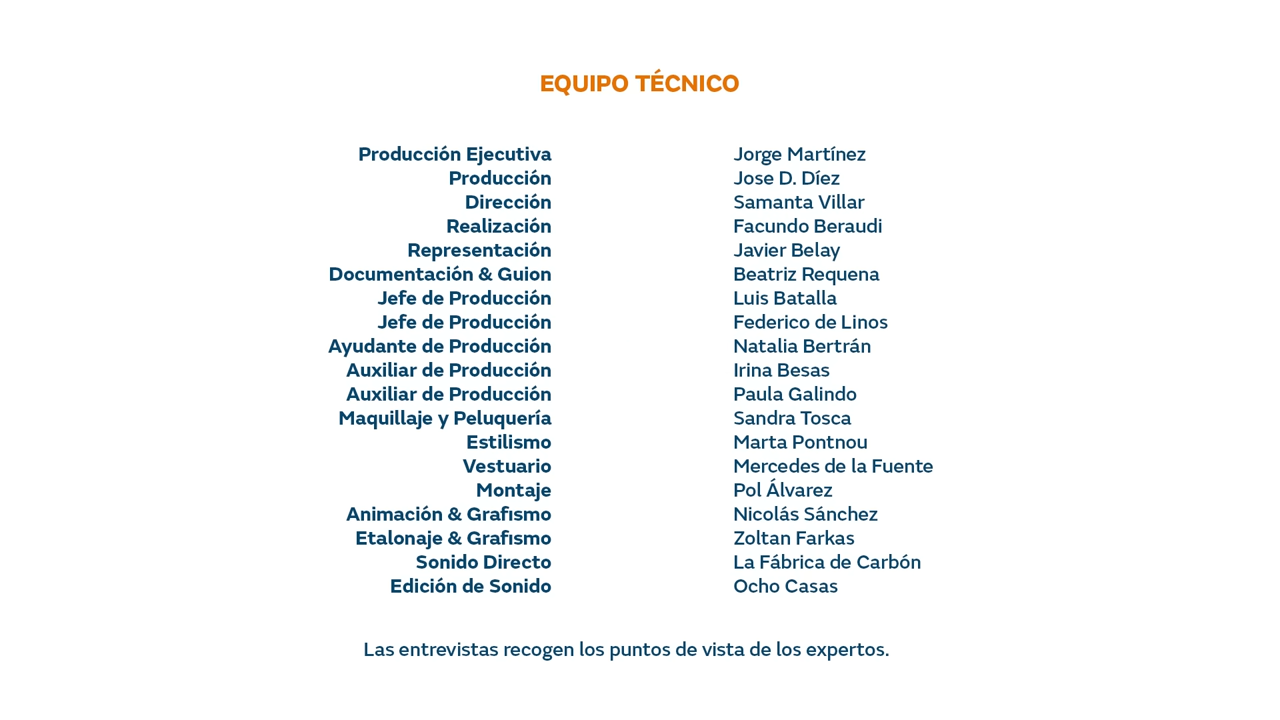 EQUIPO TÉCNICO
Producción Ejecutiva Jorge Martínez
Producción Jose D. Díez
Dirección Samanta Villar
Realización Facundo Beraudi
Representación Javier Belay
Documentación & Guion Beatriz Requena
Jefe de Producción Luis Batalla
Jefe de Producción Federico de Linos
Ayudante de Producción Natalia Bertrán
Auxiliar de Producción Irina Besas
Auxiliar de Producción Paula Galindo
Maquillaje y Peluquería Sandra Tosca
Estilismo Marta Pontnou
Vestuario Mercedes de la Fuente
Montaje Pol Álvarez
Animación & Grafismo Nicolás Sánchez
Etalonaje & Grafismo Zoltan Farkas
Sonido Directo La Fábrica de Carbón
Edición de Sonido Ocho Casas
Las entrevistas recogen los puntos de vista de los expertos.